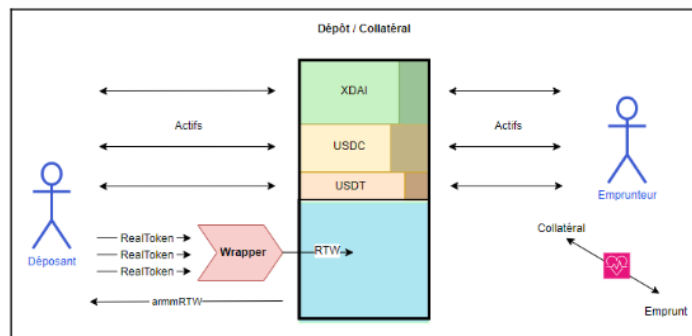 Dépôt / Collatéral
XDAI
Actifs
Actifs
USDC
USDT
Emprunteur
Collatéral
RealToken
RealToken
RealToken
Wrapper
RTW
Déposant
armmRTW
Emprunt